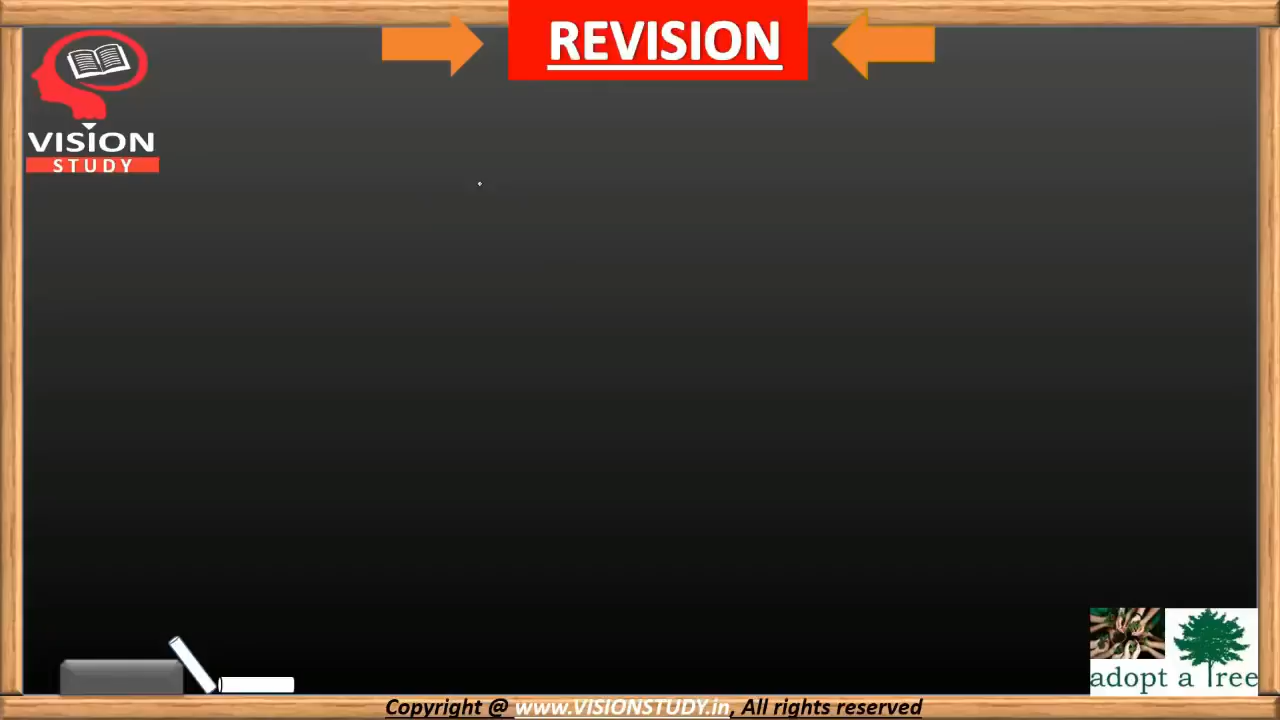 REVISION
VISION
STUDY
adopt a Tree
Copyright @ www.VISIONSTUDY.in, All rights reserved